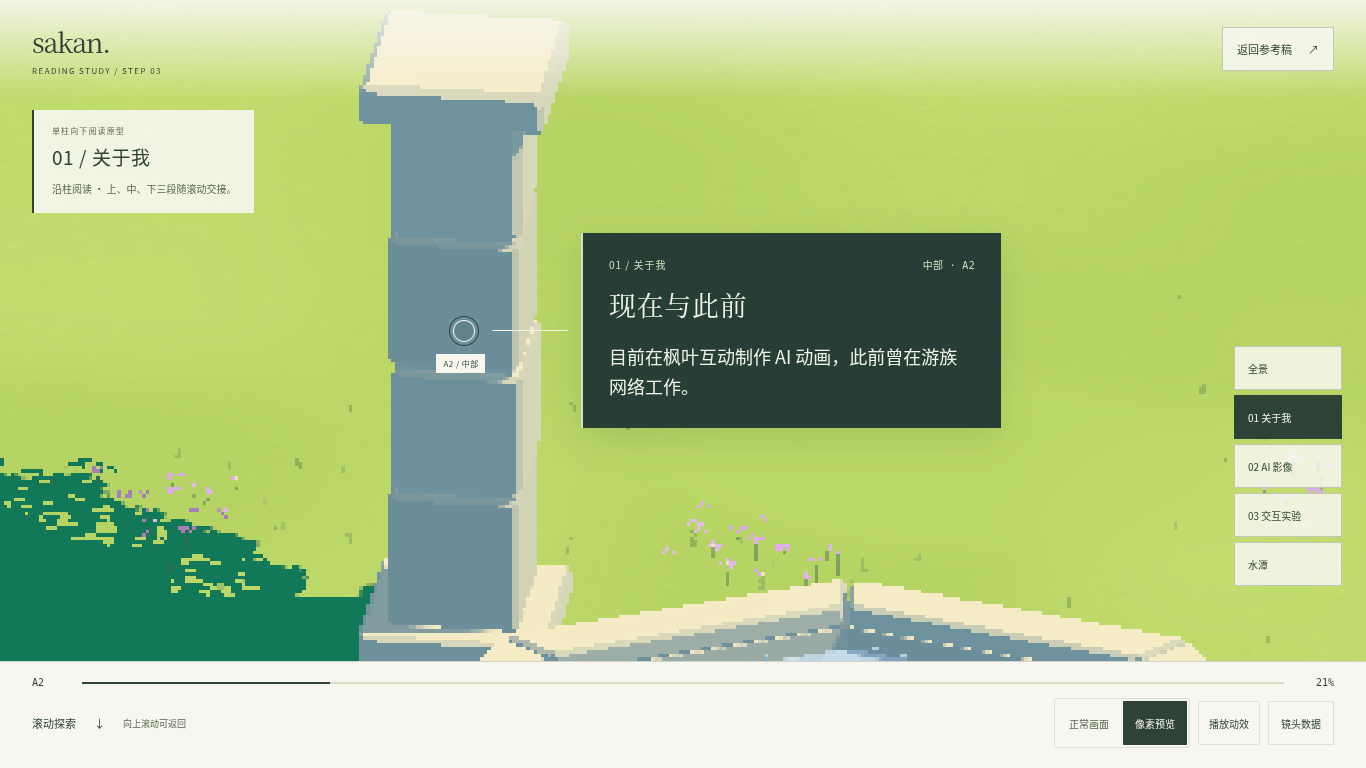 sakan.
READING STUDY / STEP 03
返回参考稿 ↗
单柱向下阅读原型
01 / 关于我
沿柱阅读 · 上、中、下三段随滚动交接。
01 / 关于我
中部 · A2
现在与此前
目前在枫叶互动制作 AI 动画，此前曾在游族
网络工作。
A2 / 中部
全景
01 关于我
02 AI 影像
03 交互实验
水潭
A2
21%
滚动探索 ↓ 向上滚动可返回
正常画面
像素预览
播放动效
镜头数据